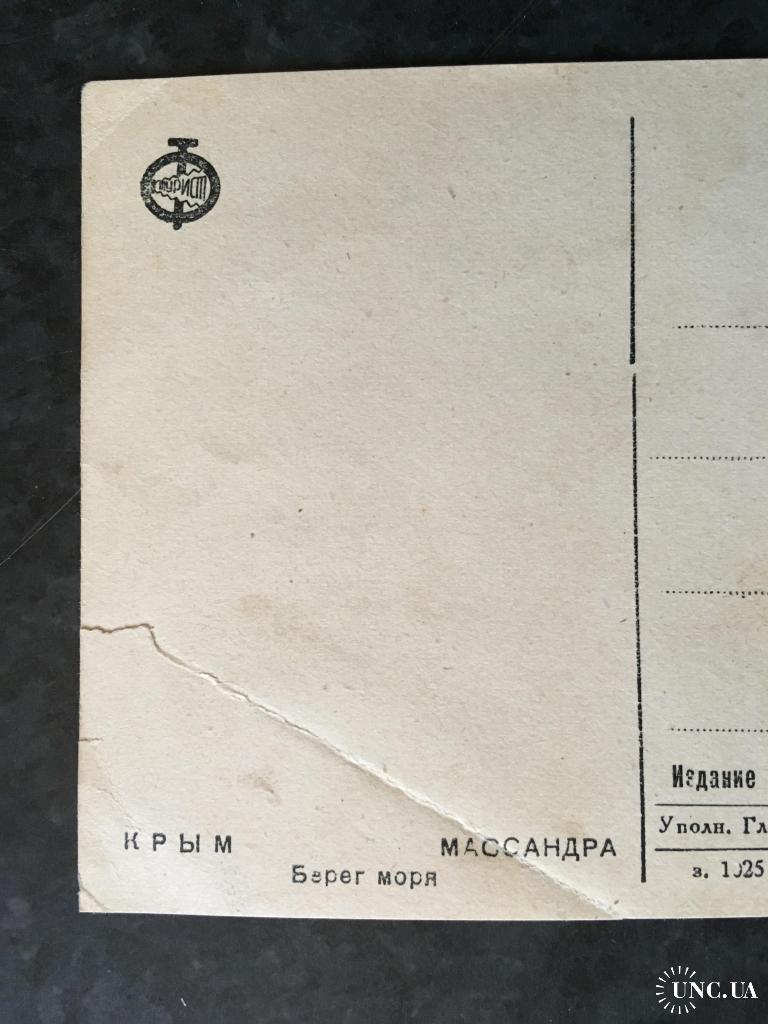 КРЫМ МАССАНДРА
Берег моря
Издание
Уполн. Гл
з. 1025
UNC.UA